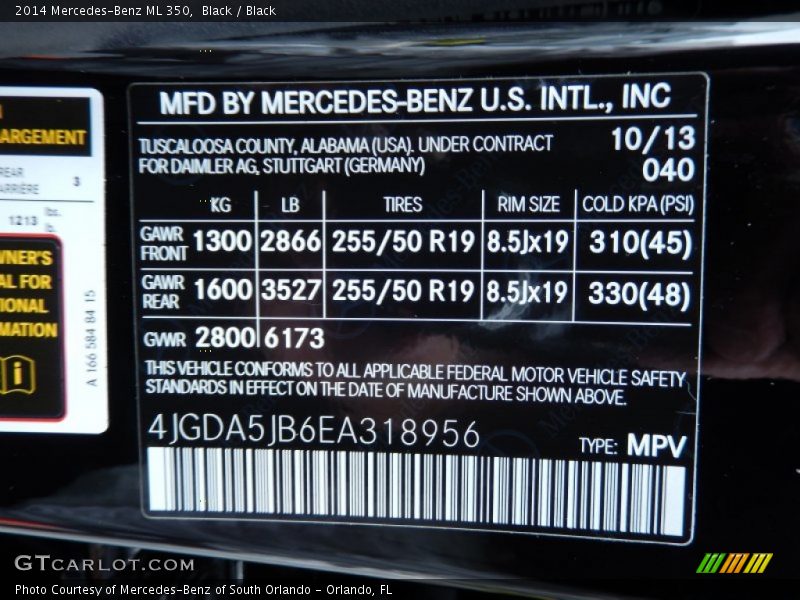 2014 Mercedes-Benz ML 350,  Black / Black
ARGEMENT
REAR
ARRIÈRE 3
1213 lbs.
lb.
WNER'S
AL FOR
IONAL
MATION
A 166 584 84 15
MFD BY MERCEDES-BENZ U.S. INTL., INC
TUSCALOOSA COUNTY, ALABAMA (USA). UNDER CONTRACT 10/13
FOR DAIMLER AG, STUTTGART (GERMANY) 040
KG LB TIRES RIM SIZE COLD KPA (PSI)
GAWR FRONT 1300 2866 255/50 R19 8.5Jx19 310(45)
GAWR REAR 1600 3527 255/50 R19 8.5Jx19 330(48)
GWR 2800 6173
THIS VEHICLE CONFORMS TO ALL APPLICABLE FEDERAL MOTOR VEHICLE SAFETY
STANDARDS IN EFFECT ON THE DATE OF MANUFACTURE SHOWN ABOVE.
4JGDA5JB6EA318956
TYPE: MPV
GTCARLOT.COM
Photo Courtesy of Mercedes-Benz of South Orlando - Orlando, FL